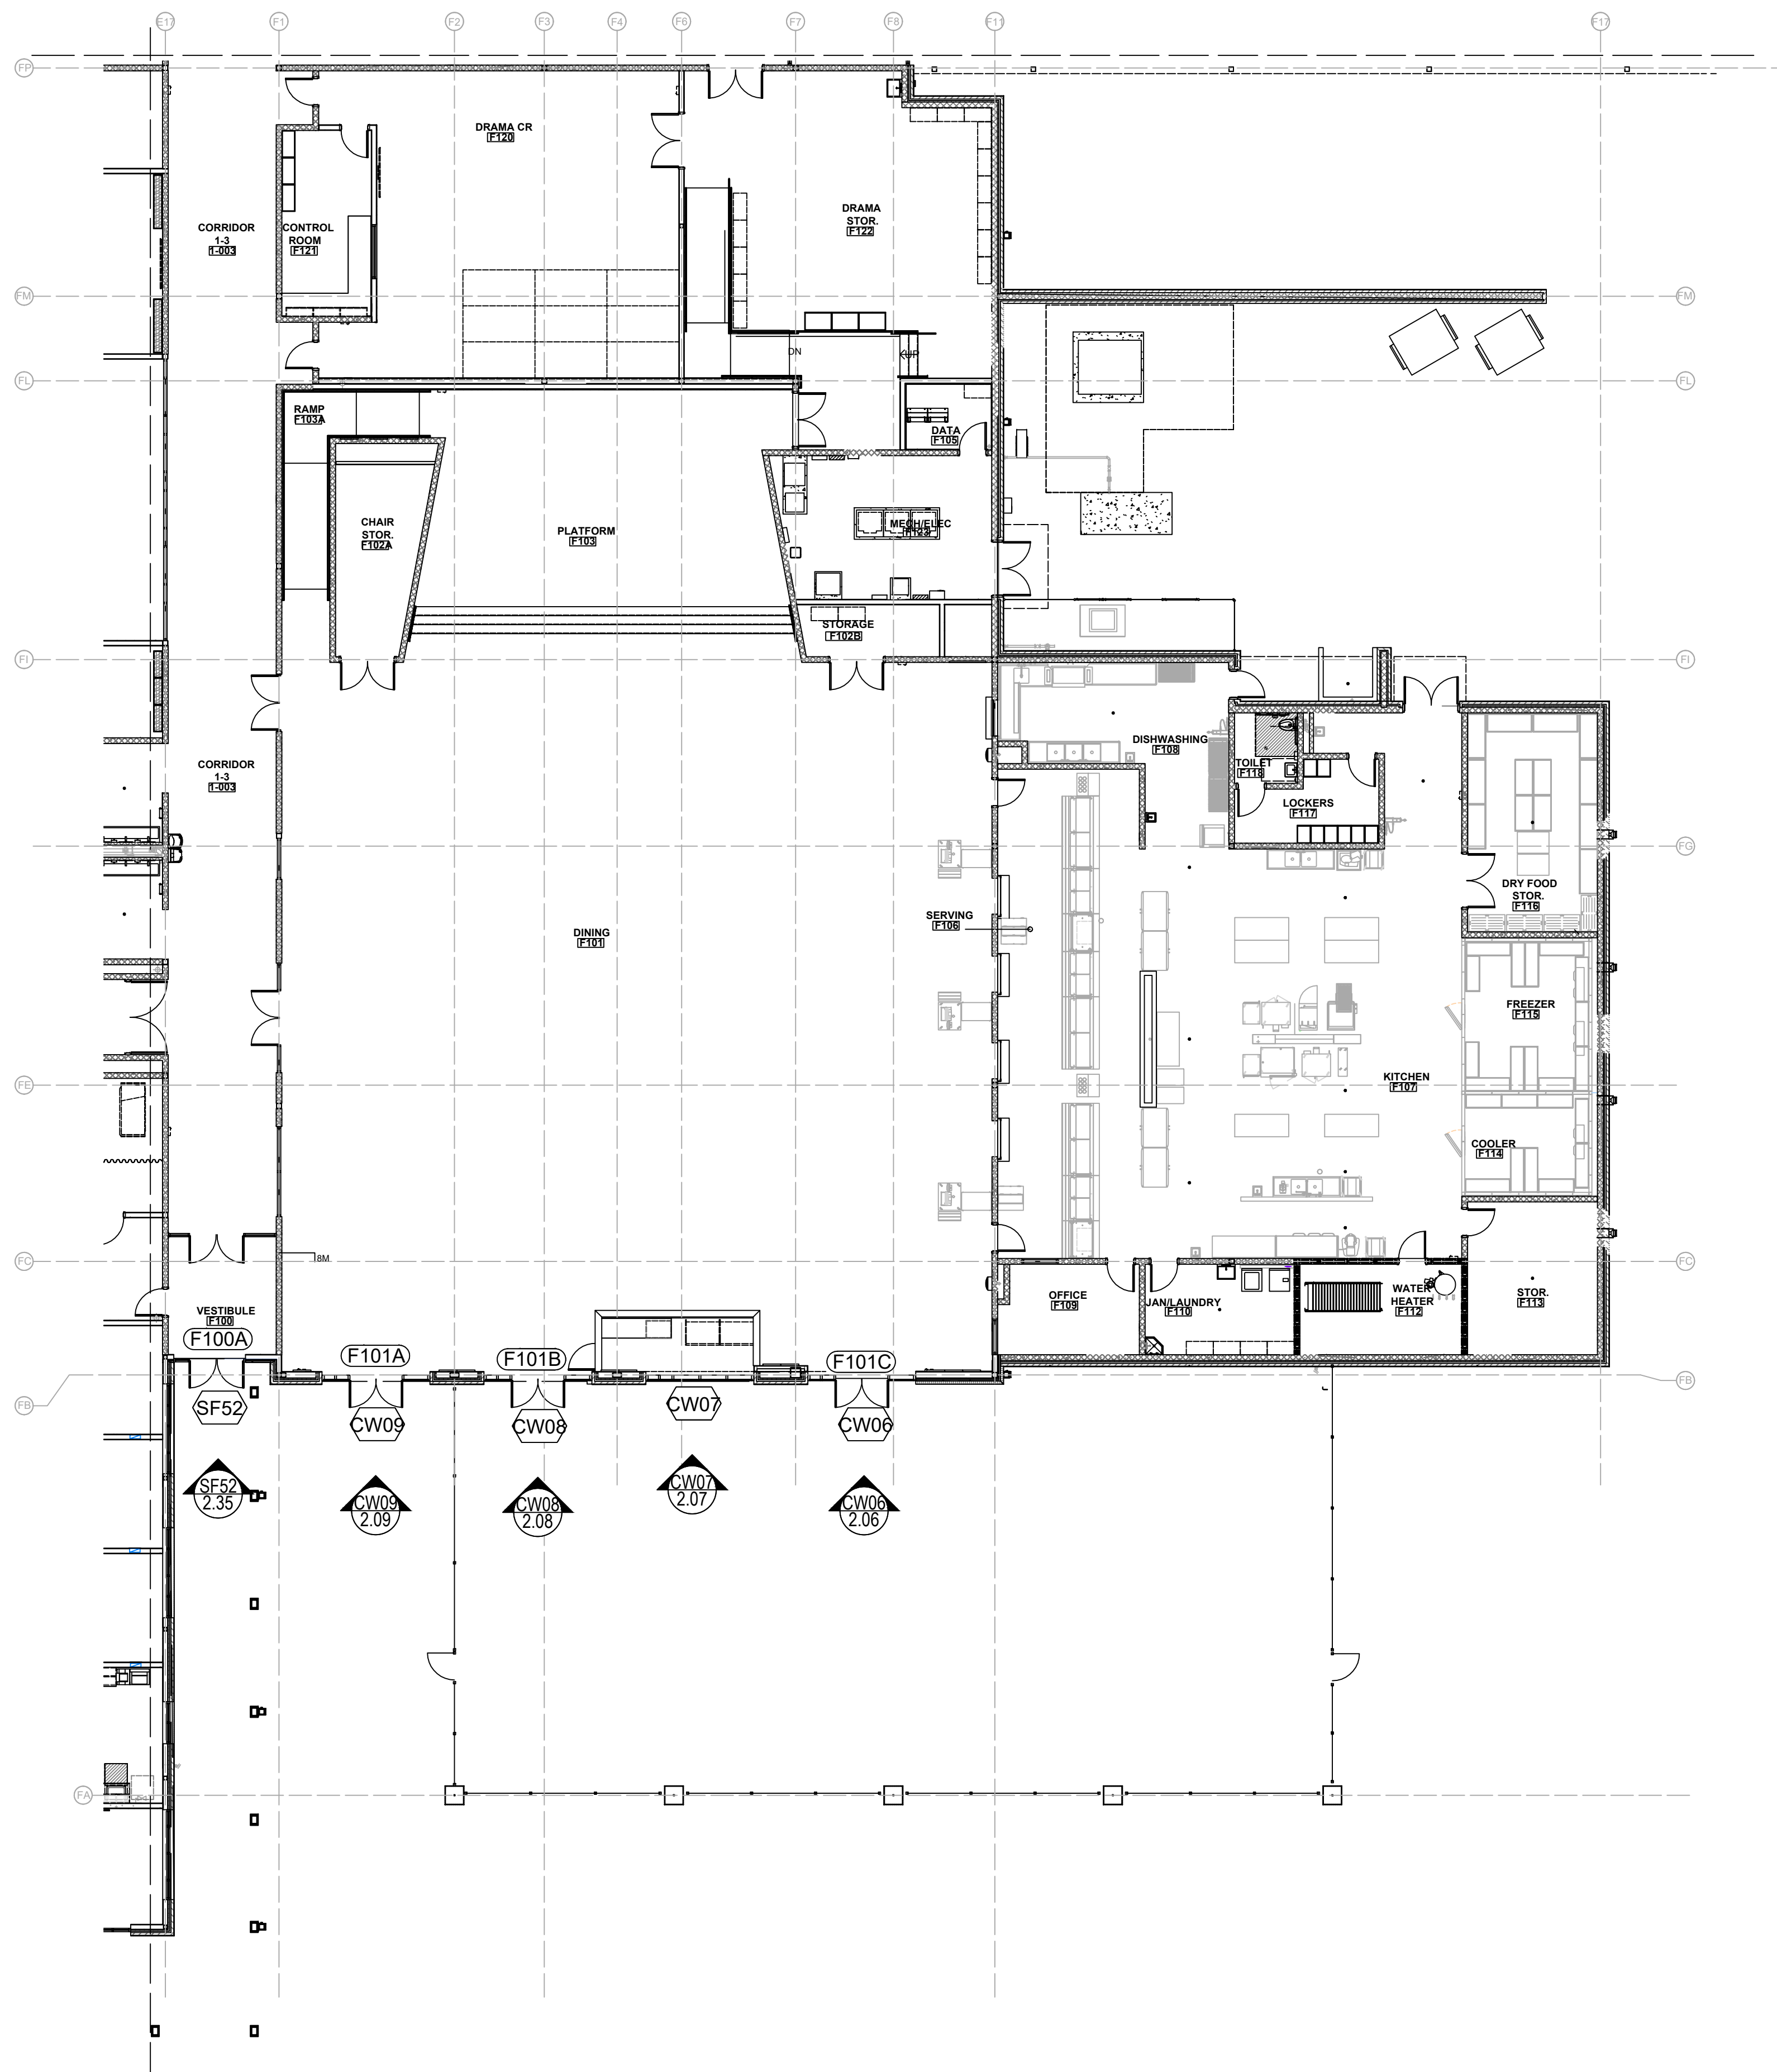 E17
F1
F2
F3
F4
F6
F7
F8
F11
F17
FP
DRAMA CR
F120
DRAMA
STOR.
F122
CORRIDOR
1-3
1-003
CONTROL
ROOM
F121
FM
FM
DN
UP
FL
FL
RAMP
F103A
DATA
F105
CHAIR
STOR.
F102A
PLATFORM
F103
MECH/ELEC
F123
STORAGE
F102B
FI
FI
DISHWASHING
F108
TOILET
F118
LOCKERS
F117
CORRIDOR
1-3
1-003
FG
DRY FOOD
STOR.
F116
SERVING
F106
DINING
F101
FREEZER
F115
FE
KITCHEN
F107
COOLER
F114
FC
8M
FC
VESTIBULE
F100
OFFICE
F109
JAN/LAUNDRY
F110
WATER
HEATER
F112
STOR.
F113
F100A
F101A
F101B
F101C
FB
FB
SF52
CW09
CW08
CW07
CW06
SF52
2.35
CW09
2.09
CW08
2.08
CW07
2.07
CW06
2.06
FA